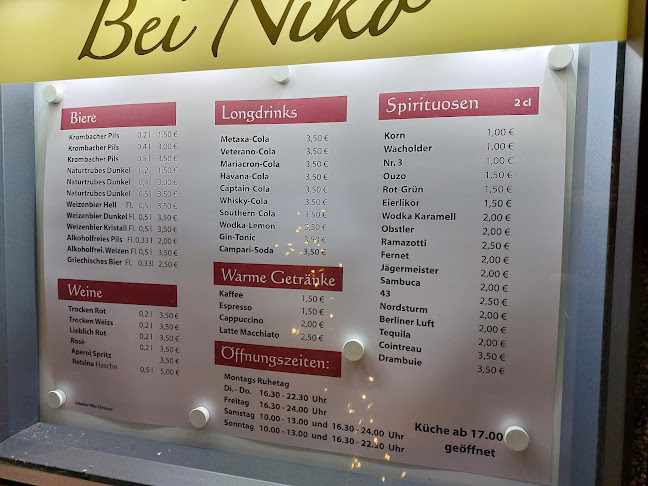 Bei Niko
Biere
Krombacher Pils 0,2 l 1,50 €
Krombacher Pils 0,4 l 3,00 €
Krombacher Pils 0,5 l 3,50 €
Naturtrübes Dunkel 0,2 l 1,50 €
Naturtrübes Dunkel 0,4 l 3,00 €
Naturtrübes Dunkel 0,5 l 3,50 €
Weizenbier Hell Fl. 0,5 l 3,50 €
Weizenbier Dunkel Fl. 0,5 l 3,50 €
Weizenbier Kristall Fl. 0,5 l 3,50 €
Alkoholfreies Pils Fl. 0,33 l 2,00 €
Alkoholfrei. Weizen Fl. 0,5 l 3,50 €
Griechisches Bier Fl. 0,33 l 2,50 €
Weine
Trocken Rot 0,2 l 3,50 €
Trocken Weiss 0,2 l 3,50 €
Lieblich Rot 0,2 l 3,50 €
Rosè 0,2 l 3,50 €
Aperol Spritz 3,50 €
Retsina Flasche 0,5 l 5,00 €
Longdrinks
Metaxa-Cola 3,50 €
Veterano-Cola 3,50 €
Mariacron-Cola 3,50 €
Havana-Cola 3,50 €
Captain-Cola 3,50 €
Whisky-Cola 3,50 €
Southern-Cola 3,50 €
Wodka-Lemon 3,50 €
Gin-Tonic 3,50 €
Campari-Soda 3,50 €
Warme Getränke
Kaffee 1,50 €
Espresso 1,50 €
Cappuccino 2,00 €
Latte Macchiato 2,50 €
Öffnungszeiten:
Montags Ruhetag
Di. - Do. 16.30 - 22.30 Uhr
Freitag 16.30 - 24.00 Uhr
Samstag 10.00 - 13.00 und 16.30 - 24.00 Uhr
Sonntag 10.00 - 13.00 und 16.30 - 22.30 Uhr
Spirituosen 2 cl
Korn 1,00 €
Wacholder 1,00 €
Nr. 3 1,00 €
Ouzo 1,50 €
Rot-Grün 1,50 €
Eierlikör 1,50 €
Wodka Karamell 2,00 €
Obstler 2,00 €
Ramazotti 2,50 €
Fernet 2,00 €
Jägermeister 2,00 €
Sambuca 2,00 €
43 2,50 €
Nordsturm 2,00 €
Berliner Luft 2,00 €
Tequila 2,00 €
Cointreau 3,50 €
Drambuie 3,50 €
Küche ab 17.00
geöffnet